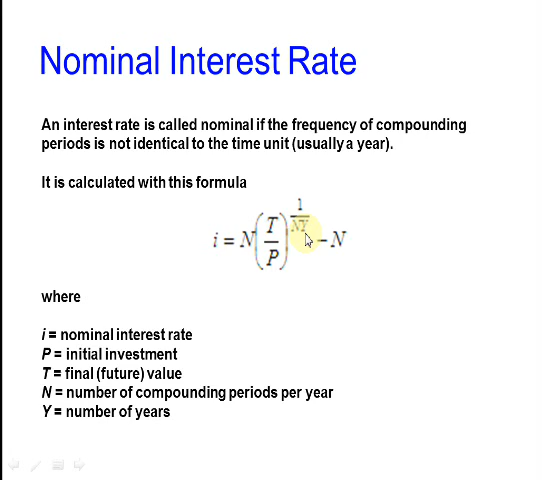 Nominal Interest Rate
An interest rate is called nominal if the frequency of compounding
periods is not identical to the time unit (usually a year).
It is calculated with this formula
i = N(T/P)^(1/NY) – N
where
i = nominal interest rate
P = initial investment
T = final (future) value
N = number of compounding periods per year
Y = number of years